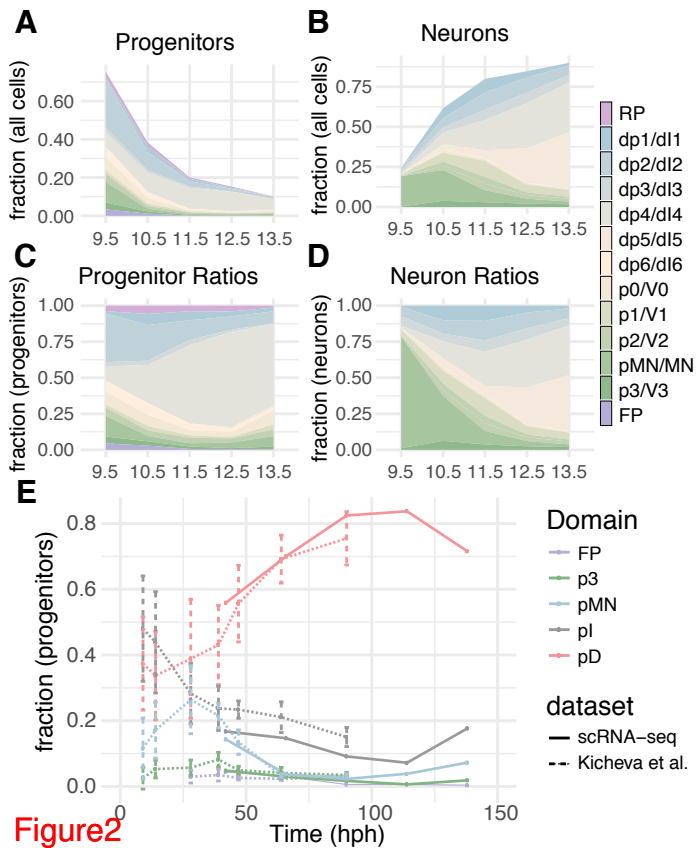 A
Progenitors
fraction (all cells)
0.60
0.40
0.20
0.00
9.5 10.5 11.5 12.5 13.5
B
Neurons
fraction (all cells)
0.75
0.50
0.25
0.00
9.5 10.5 11.5 12.5 13.5
RP
dp1/dI1
dp2/dI2
dp3/dI3
dp4/dI4
dp5/dI5
dp6/dI6
p0/V0
p1/V1
p2/V2
pMN/MN
p3/V3
FP
C
Progenitor Ratios
fraction (progenitors)
1.00
0.75
0.50
0.25
0.00
9.5 10.5 11.5 12.5 13.5
D
Neuron Ratios
fraction (neurons)
1.00
0.75
0.50
0.25
0.00
9.5 10.5 11.5 12.5 13.5
E
fraction (progenitors)
0.8
0.6
0.4
0.2
0.0
0 50 100 150
Time (hph)
Domain
FP
p3
pMN
pI
pD
dataset
scRNA−seq
Kicheva et al.
Figure2